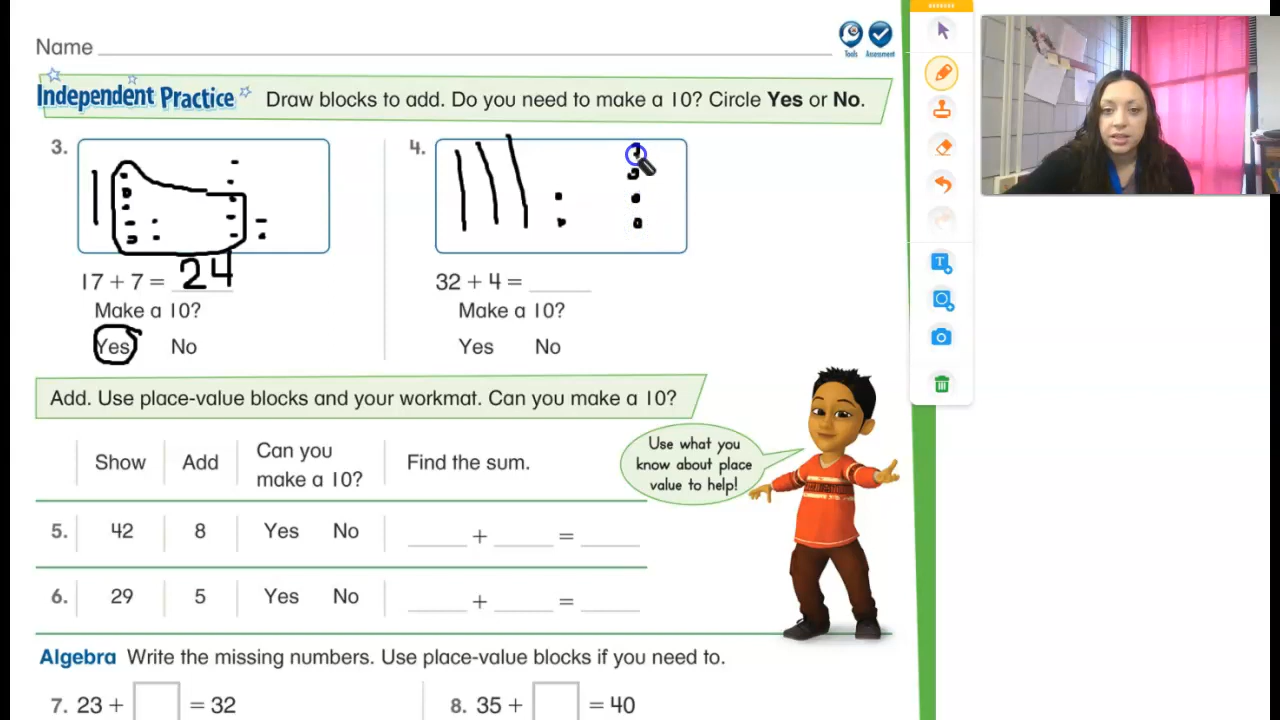 Name
Tools Assessment
Independent Practice Draw blocks to add. Do you need to make a 10? Circle Yes or No.
3.
17 + 7 = 24
Make a 10?
Yes No
4.
32 + 4 =
Make a 10?
Yes No
Add. Use place-value blocks and your workmat. Can you make a 10?
Show Add Can you make a 10? Find the sum.
5. 42 8 Yes No + =
6. 29 5 Yes No + =
Use what you
know about place
value to help!
Algebra Write the missing numbers. Use place-value blocks if you need to.
7. 23 + = 32
8. 35 + = 40